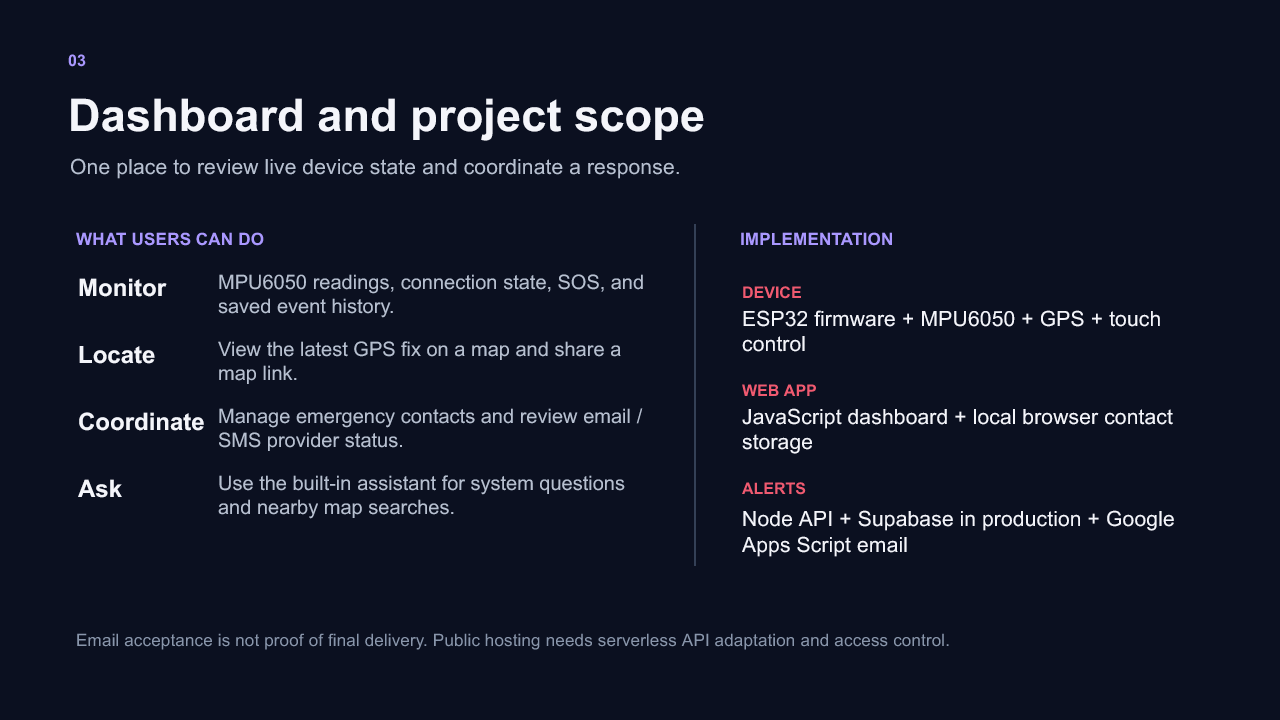 03
Dashboard and project scope
One place to review live device state and coordinate a response.
WHAT USERS CAN DO
Monitor
MPU6050 readings, connection state, SOS, and
saved event history.
Locate
View the latest GPS fix on a map and share a
map link.
Coordinate
Manage emergency contacts and review email /
SMS provider status.
Ask
Use the built-in assistant for system questions
and nearby map searches.
IMPLEMENTATION
DEVICE
ESP32 firmware + MPU6050 + GPS + touch
control
WEB APP
JavaScript dashboard + local browser contact
storage
ALERTS
Node API + Supabase in production + Google
Apps Script email
Email acceptance is not proof of final delivery. Public hosting needs serverless API adaptation and access control.